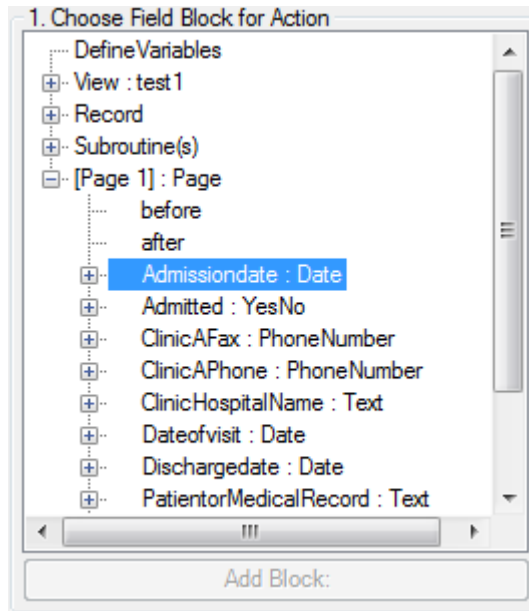 1. Choose Field Block for Action
DefineVariables
View : test1
Record
Subroutine(s)
[Page 1] : Page
before
after
Admissiondate : Date
Admitted : YesNo
ClinicAFax : PhoneNumber
ClinicAPhone : PhoneNumber
ClinicHospitalName : Text
Dateofvisit : Date
Dischargedate : Date
PatientorMedicalRecord : Text
Add Block: